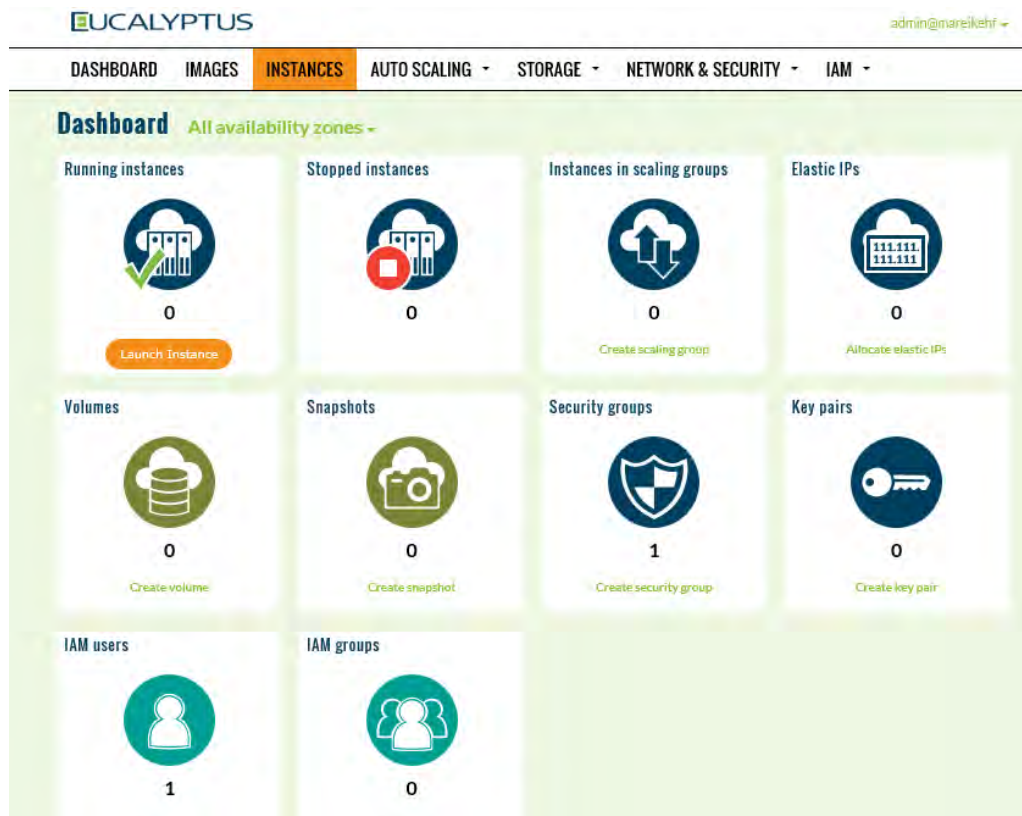 EUCALYPTUS
admin@mareikehf
DASHBOARD IMAGES INSTANCES AUTO SCALING STORAGE NETWORK & SECURITY IAM
Dashboard All availability zones
Running instances Stopped instances Instances in scaling groups Elastic IPs
111.111.
111.111
0 0 0 0
Launch Instance Create scaling group Allocate elastic IPs
Volumes Snapshots Security groups Key pairs
0 0 1 0
Create volume Create snapshot Create security group Create key pair
IAM users IAM groups
1 0